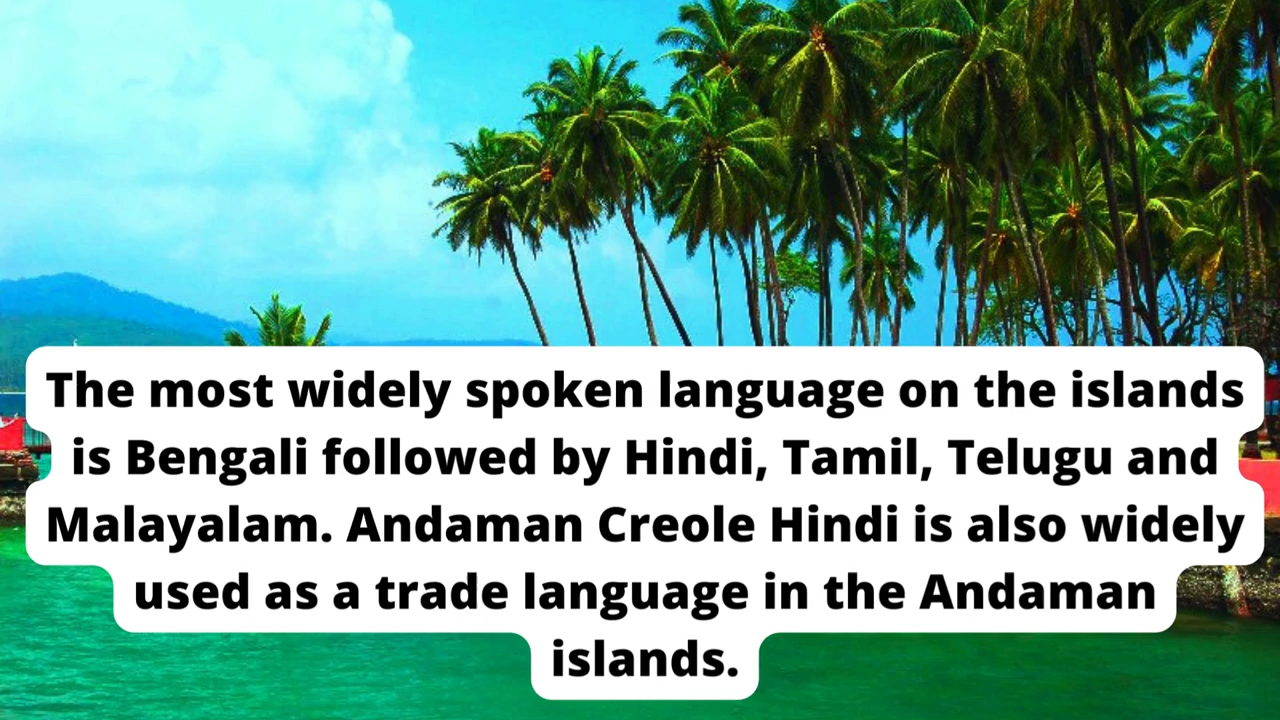 The most widely spoken language on the islands
is Bengali followed by Hindi, Tamil, Telugu and
Malayalam. Andaman Creole Hindi is also widely
used as a trade language in the Andaman
islands.